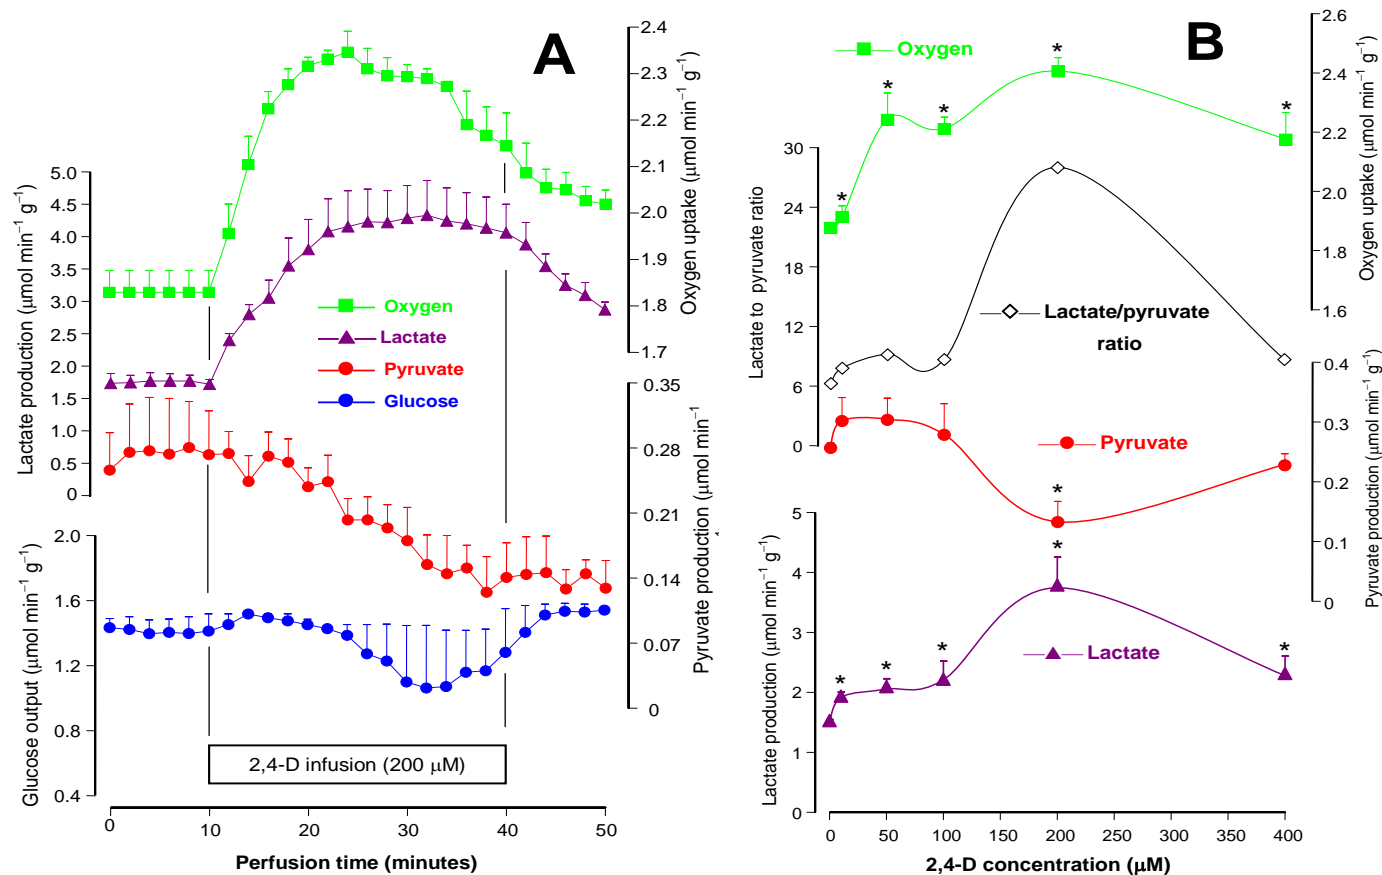 A
B
5.0
4.5
4.0
3.5
3.0
2.5
2.0
1.5
1.0
0.5
0
Lactate production (μmol min−1 g−1)
2.4
2.3
2.2
2.1
2.0
1.9
1.8
1.7
Oxygen uptake (μmol min−1 g−1)
Oxygen
Lactate
Pyruvate
Glucose
0.35
0.28
0.21
0.14
0.07
0
Pyruvate production (μmol min−1
2.0
1.6
1.2
0.8
0.4
Glucose output (μmol min−1 g−1)
2,4-D infusion (200 μM)
0
10
20
30
40
50
Perfusion time (minutes)
Oxygen
2.6
2.4
2.2
2.0
1.8
1.6
Oxygen uptake (μmol min−1 g−1)
30
24
18
12
6
0
Lactate to pyruvate ratio
Lactate/pyruvate
ratio
* * * * *
Pyruvate
0.4
0.3
0.2
0.1
0
Pyruvate production (μmol min−1 g−1)
*
5
4
3
2
1
0
Lactate production (μmol min−1 g−1)
Lactate
* * * * *
0
50
100
150
200
250
300
350
400
2,4-D concentration (μM)